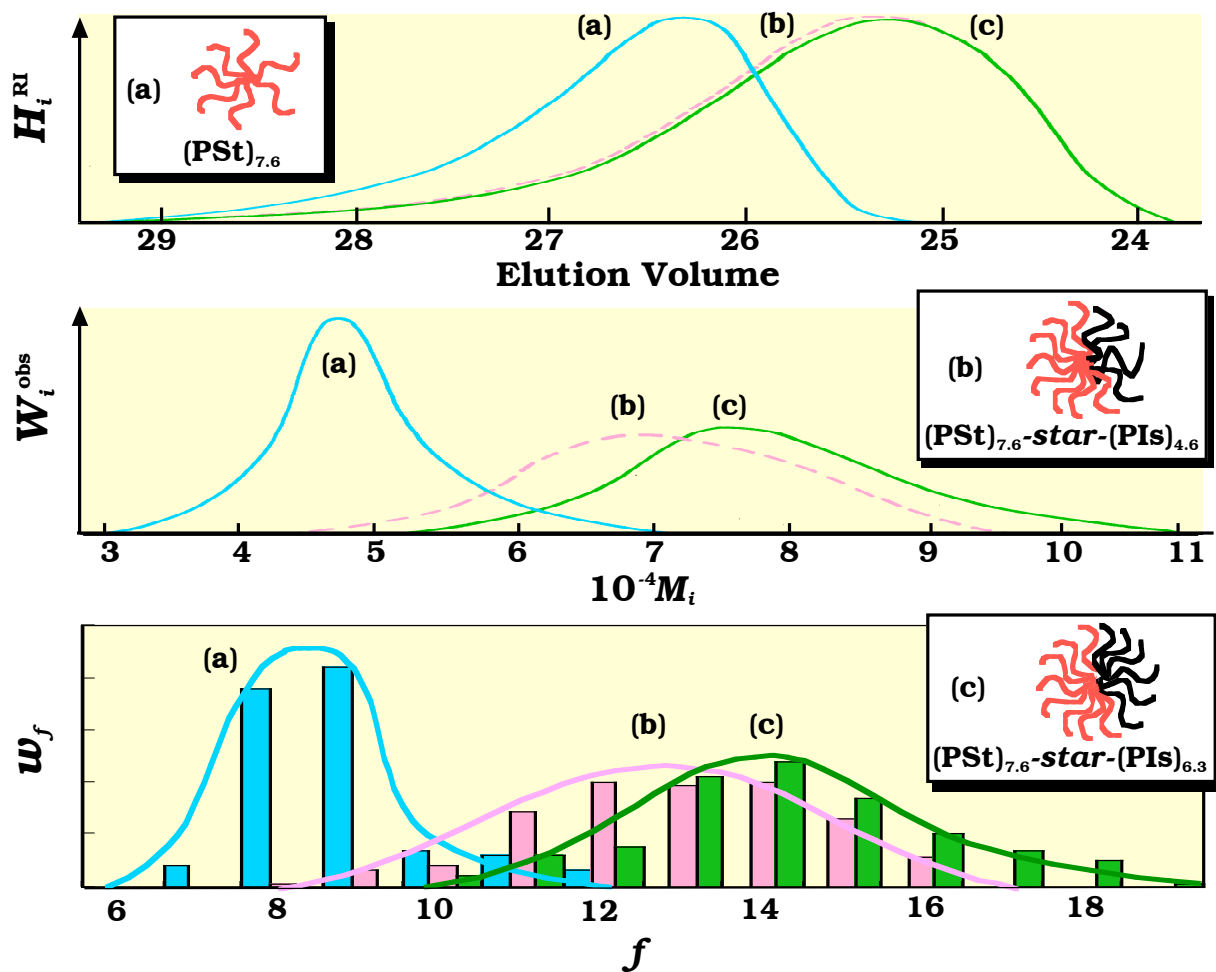 H_i^RI
(a)
(PSt)7.6
(a)
(b)
(c)
29 28 27 26 25 24
Elution Volume
W_i^obs
(a)
(b)
(c)
(b)
(PSt)7.6-star-(PIs)4.6
3 4 5 6 7 8 9 10 11
10^-4 M_i
w_f
(a)
(b)
(c)
(c)
(PSt)7.6-star-(PIs)6.3
6 8 10 12 14 16 18
f